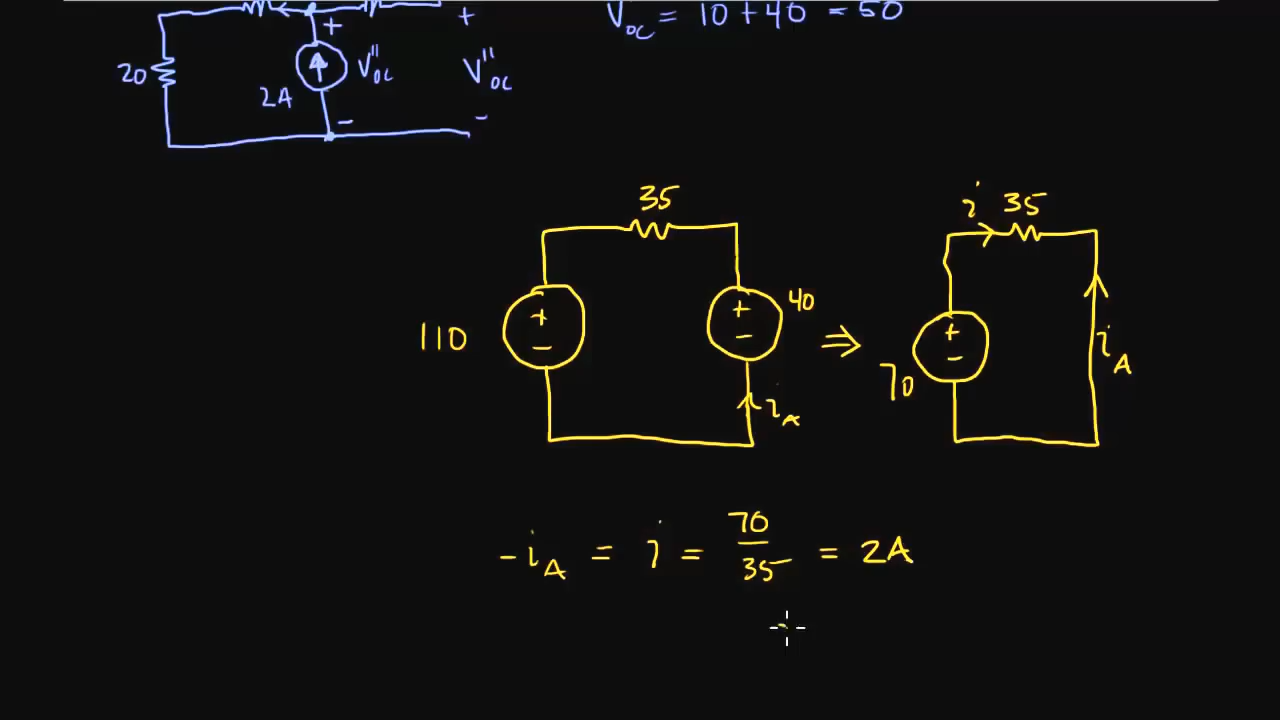 V_OC = 10 + 40 = 50
+
+
20
V"_OC
V"_OC
2A
-
-
35
i 35
110
+
-
+
-
40
⇒
+
-
70
i_A
i_A
-i_A = i = 70/35 = 2A